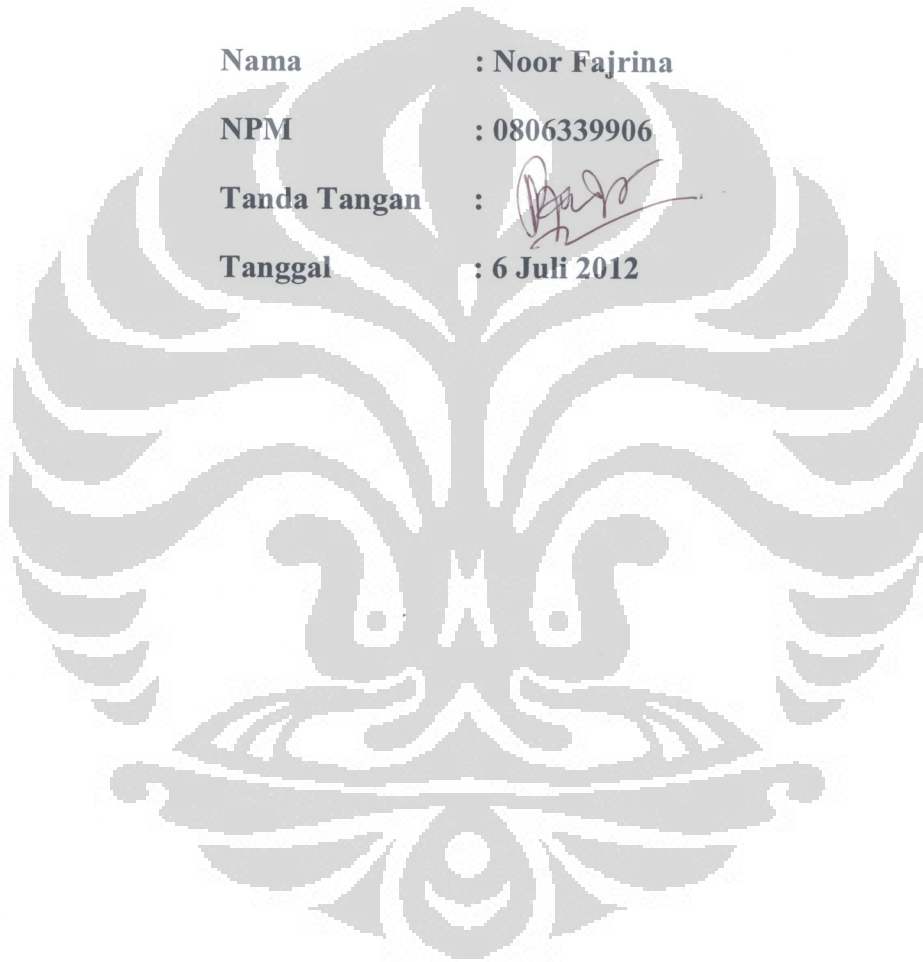 Nama : Noor Fajrina
NPM : 0806339906
Tanda Tangan :
Tanggal : 6 Juli 2012